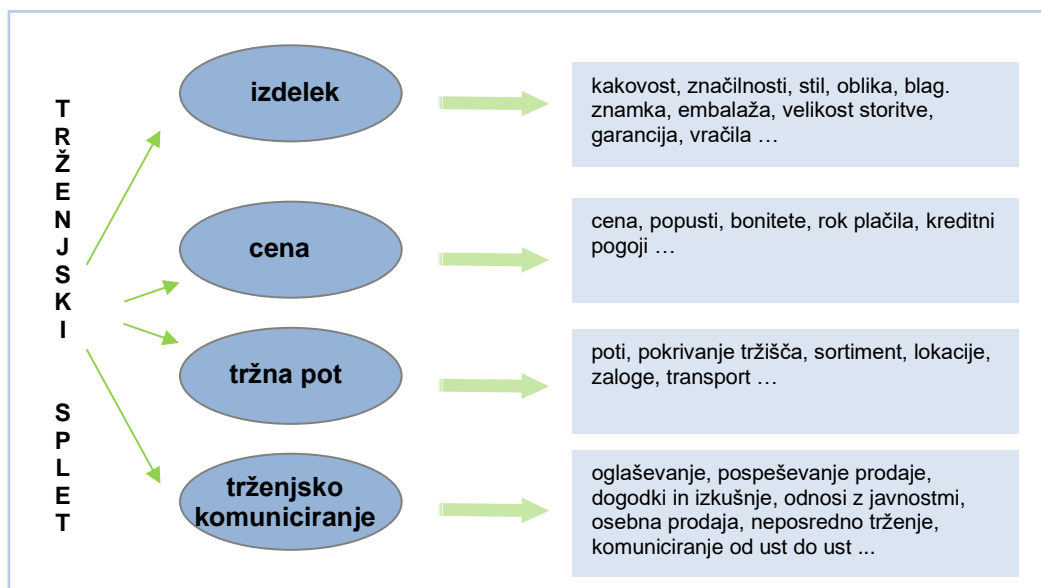 TRŽENJSKI SPLET
izdelek
kakovost, značilnosti, stil, oblika, blag.
znamka, embalaža, velikost storitve,
garancija, vračila …
cena
cena, popusti, bonitete, rok plačila, kreditni
pogoji …
tržna pot
poti, pokrivanje tržišča, sortiment, lokacije,
zaloge, transport …
trženjsko
komuniciranje
oglaševanje, pospeševanje prodaje,
dogodki in izkušnje, odnosi z javnostmi,
osebna prodaja, neposredno trženje,
komuniciranje od ust do ust ...